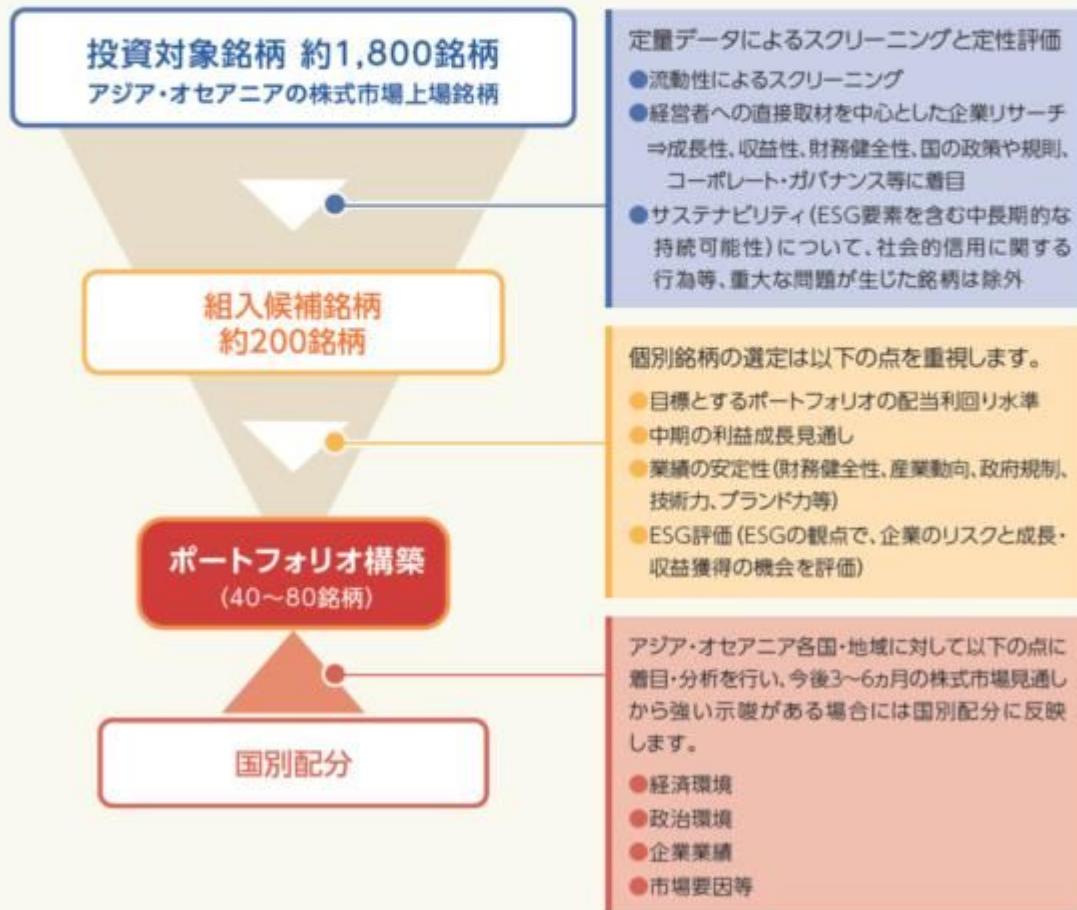 投資対象銘柄 約1,800銘柄
アジア・オセアニアの株式市場上場銘柄
定量データによるスクリーニングと定性評価
●流動性によるスクリーニング
●経営者への直接取材を中心とした企業リサーチ
⇒成長性、収益性、財務健全性、国の政策や規則、
コーポレート・ガバナンス等に着目
●サステナビリティ(ESG要素を含む中長期的な
持続可能性)について、社会的信用に関する
行為等、重大な問題が生じた銘柄は除外
組入候補銘柄
約200銘柄
個別銘柄の選定は以下の点を重視します。
●目標とするポートフォリオの配当利回り水準
●中期の利益成長見通し
●業績の安定性(財務健全性、産業動向、政府規制、
技術力、ブランド力等)
●ESG評価(ESGの観点で、企業のリスクと成長・
収益獲得の機会を評価)
ポートフォリオ構築
(40〜80銘柄)
国別配分
アジア・オセアニア各国・地域に対して以下の点に
着目・分析を行い、今後3〜6ヵ月の株式市場見通し
から強い示唆がある場合には国別配分に反映
します。
●経済環境
●政治環境
●企業業績
●市場要因等